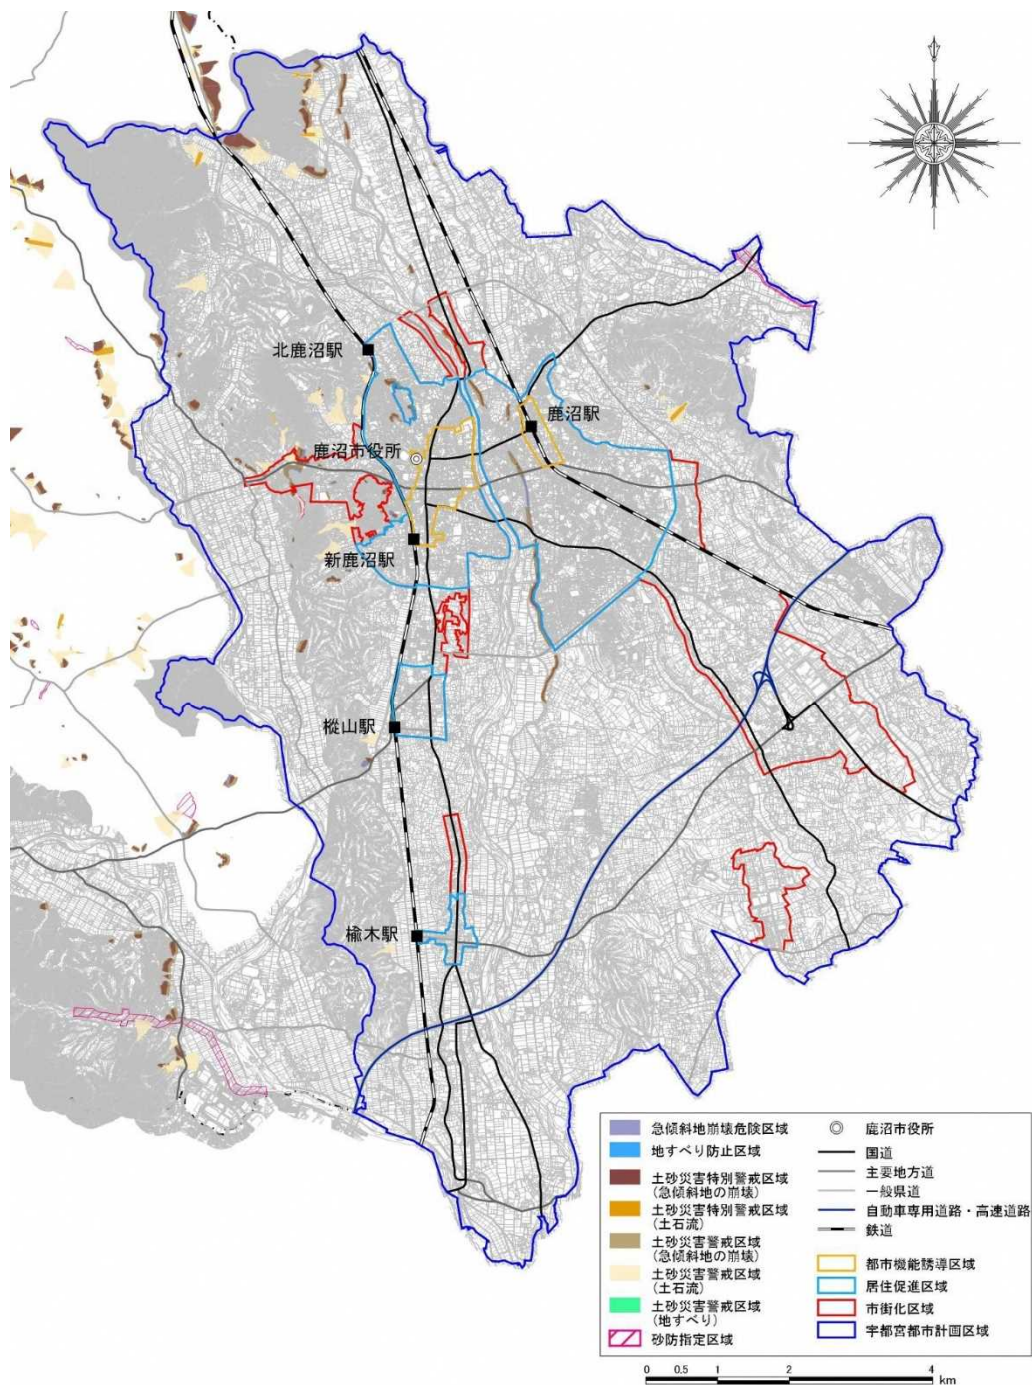 北鹿沼駅
鹿沼駅
鹿沼市役所
新鹿沼駅
樅山駅
楡木駅
急傾斜地崩壊危険区域
地すべり防止区域
土砂災害特別警戒区域
(急傾斜地の崩壊)
土砂災害特別警戒区域
(土石流)
土砂災害警戒区域
(急傾斜地の崩壊)
土砂災害警戒区域
(土石流)
土砂災害警戒区域
(地すべり)
砂防指定区域
鹿沼市役所
国道
主要地方道
一般県道
自動車専用道路・高速道路
鉄道
都市機能誘導区域
居住促進区域
市街化区域
宇都宮都市計画区域
0 0.5 1 2 4
km